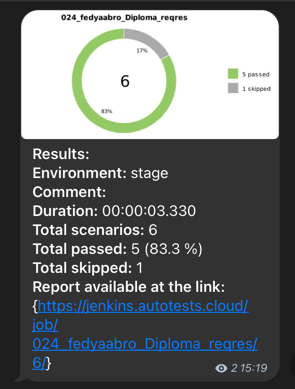 024_fedyaabro_Diploma_reqres
17%
6
5 passed
1 skipped
83%
Results:
Environment: stage
Comment:
Duration: 00:00:03.330
Total scenarios: 6
Total passed: 5 (83.3 %)
Total skipped: 1
Report available at the link:
{https://jenkins.autotests.cloud/
job/
024_fedyaabro_Diploma_reqres/
6/}
2 15:19